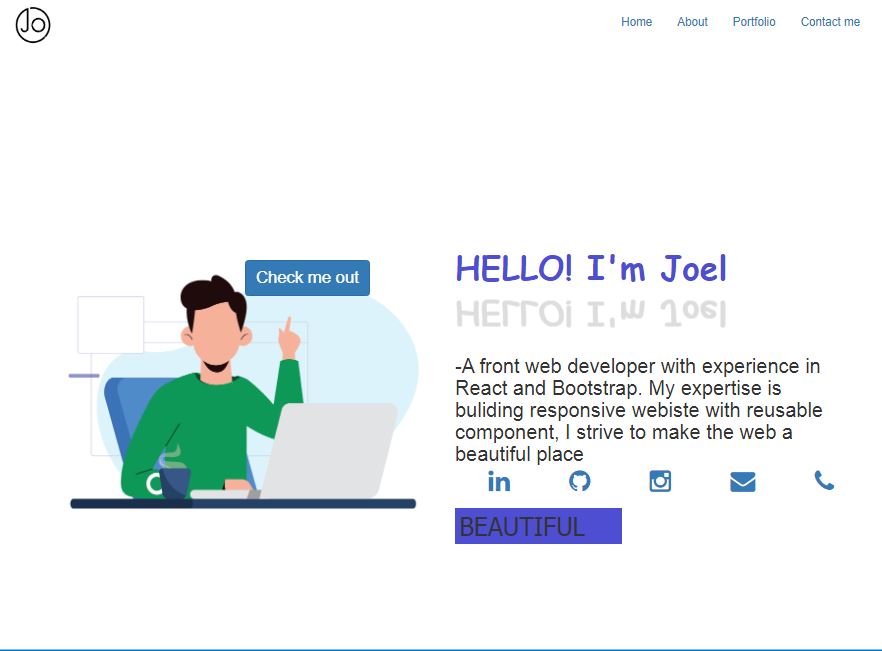 Jo
Home About Portfolio Contact me
Check me out
HELLO! I'm Joel
HELLO! I'm Joel
-A front web developer with experience in
React and Bootstrap. My expertise is
buliding responsive webiste with reusable
component, I strive to make the web a
beautiful place
in
BEAUTIFUL